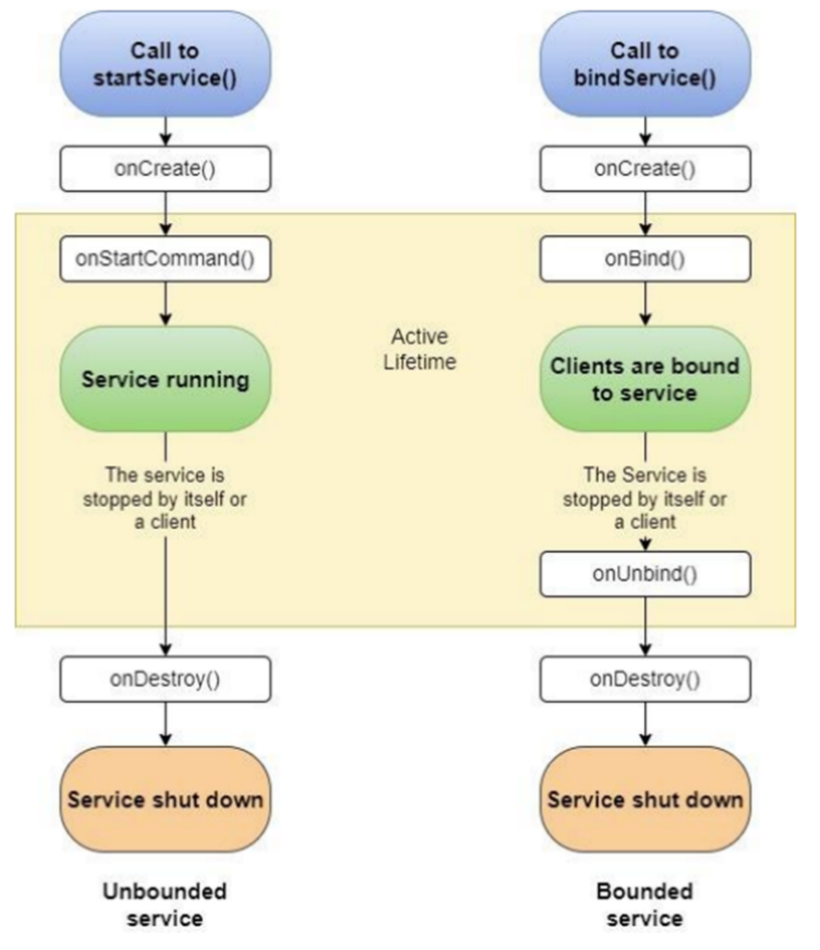 Call to
startService()
onCreate()
onStartCommand()
Service running
The service is
stopped by itself or
a client
onDestroy()
Service shut down
Unbounded
service
Active
Lifetime
Call to
bindService()
onCreate()
onBind()
Clients are bound
to service
The Service is
stopped by itself or
a client
onUnbind()
onDestroy()
Service shut down
Bounded
service